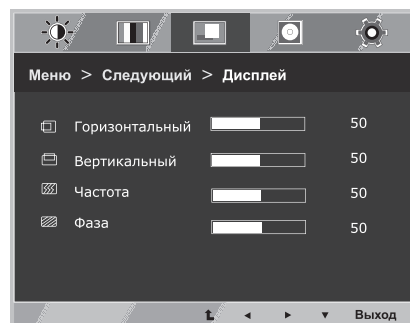 Меню > Следующий > Дисплей
Горизонтальный 50
Вертикальный 50
Частота 50
Фаза 50
Выход